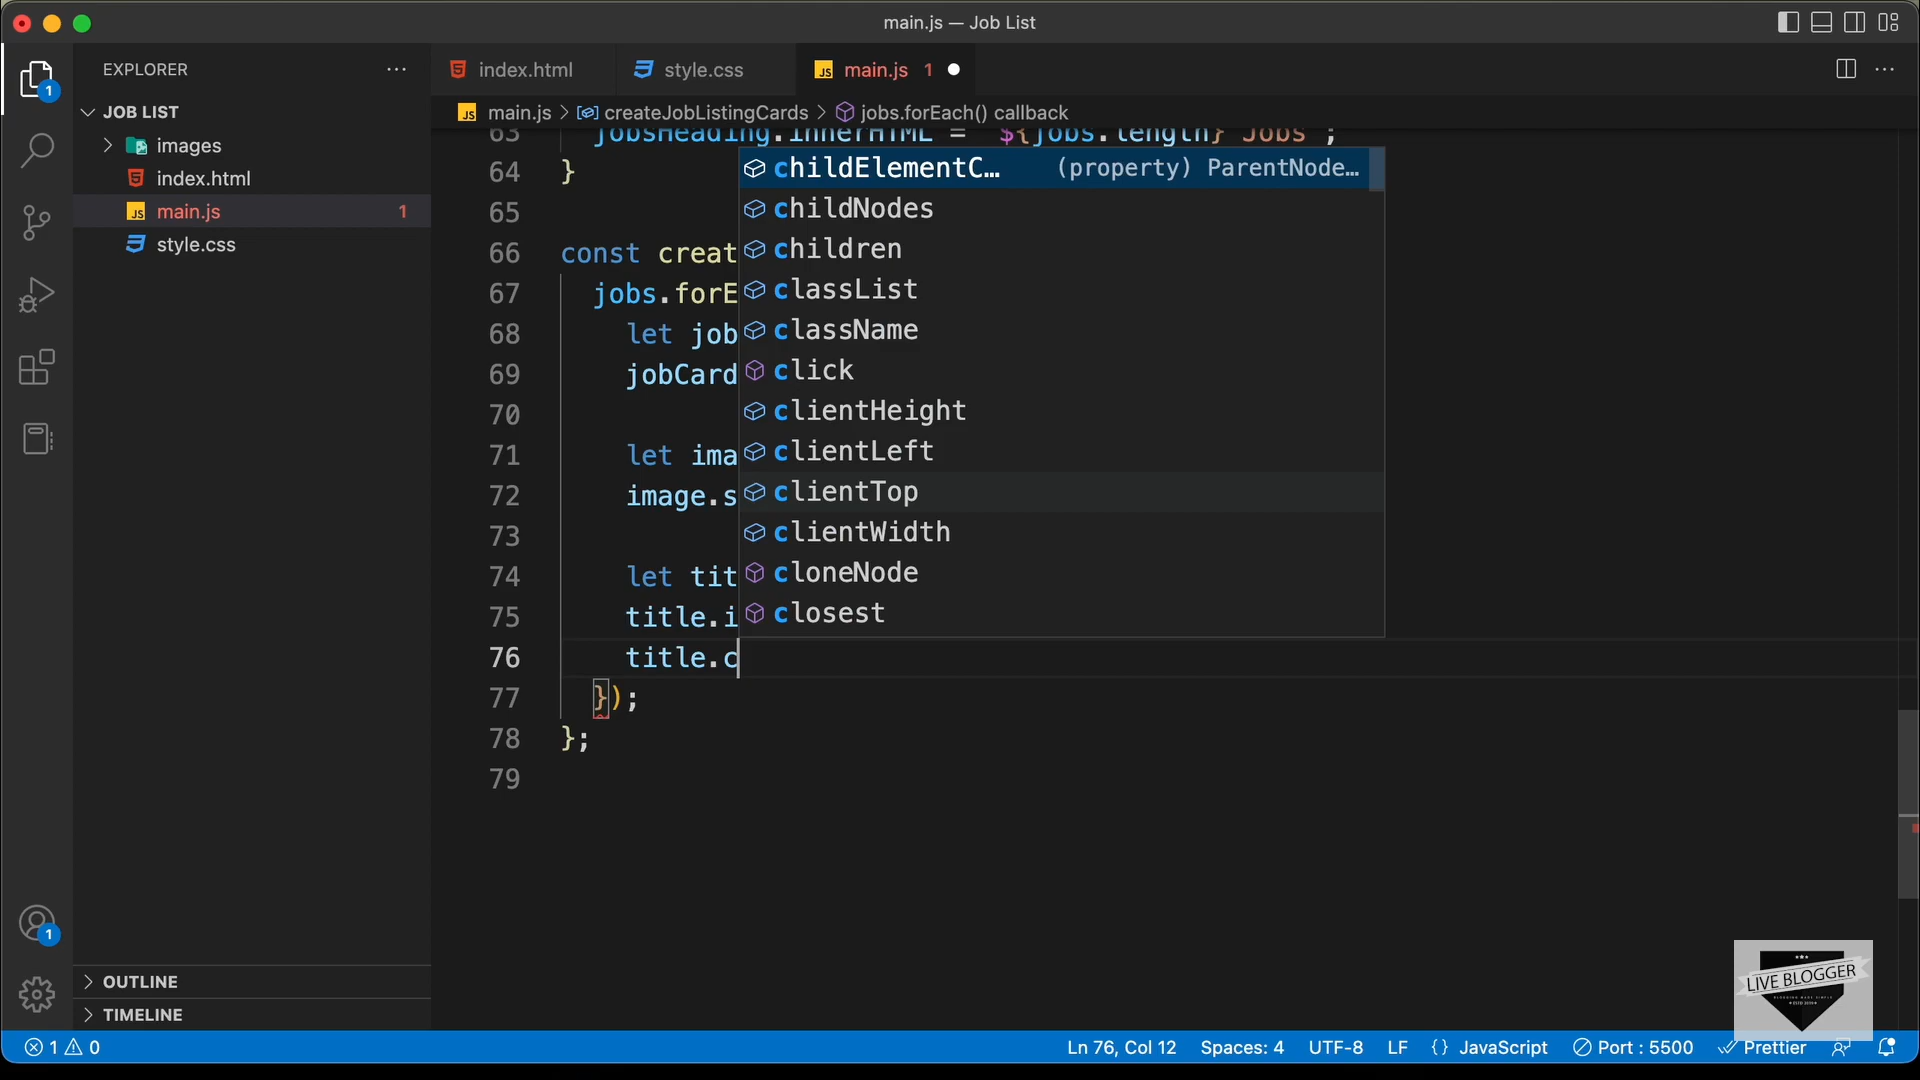 main.js — Job List
EXPLORER
index.html
style.css
main.js 1
JOB LIST
images
index.html
main.js 1
style.css
main.js > createJobListingCards > jobs.forEach() callback
63 jobsHeading.innerHTML = `${jobs.length} Jobs`;
64 }
65
66 const creat
67 jobs.forE
68 let job
69 jobCard
70
71 let ima
72 image.s
73
74 let tit
75 title.i
76 title.c
77 });
78 };
79
childElementC… (property) ParentNode…
childNodes
children
classList
className
click
clientHeight
clientLeft
clientTop
clientWidth
cloneNode
closest
1
OUTLINE
TIMELINE
LIVE BLOGGER
1 0
Ln 76, Col 12 Spaces: 4 UTF-8 LF {} JavaScript Port : 5500 Prettier